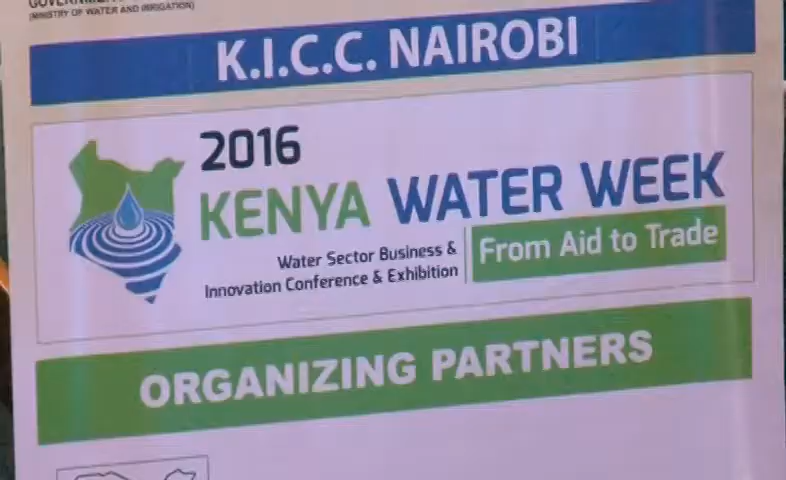 (MINISTRY OF WATER AND IRRIGATION)
K.I.C.C. NAIROBI
2016
KENYA WATER WEEK
Water Sector Business &
Innovation Conference & Exhibition
From Aid to Trade
ORGANIZING PARTNERS